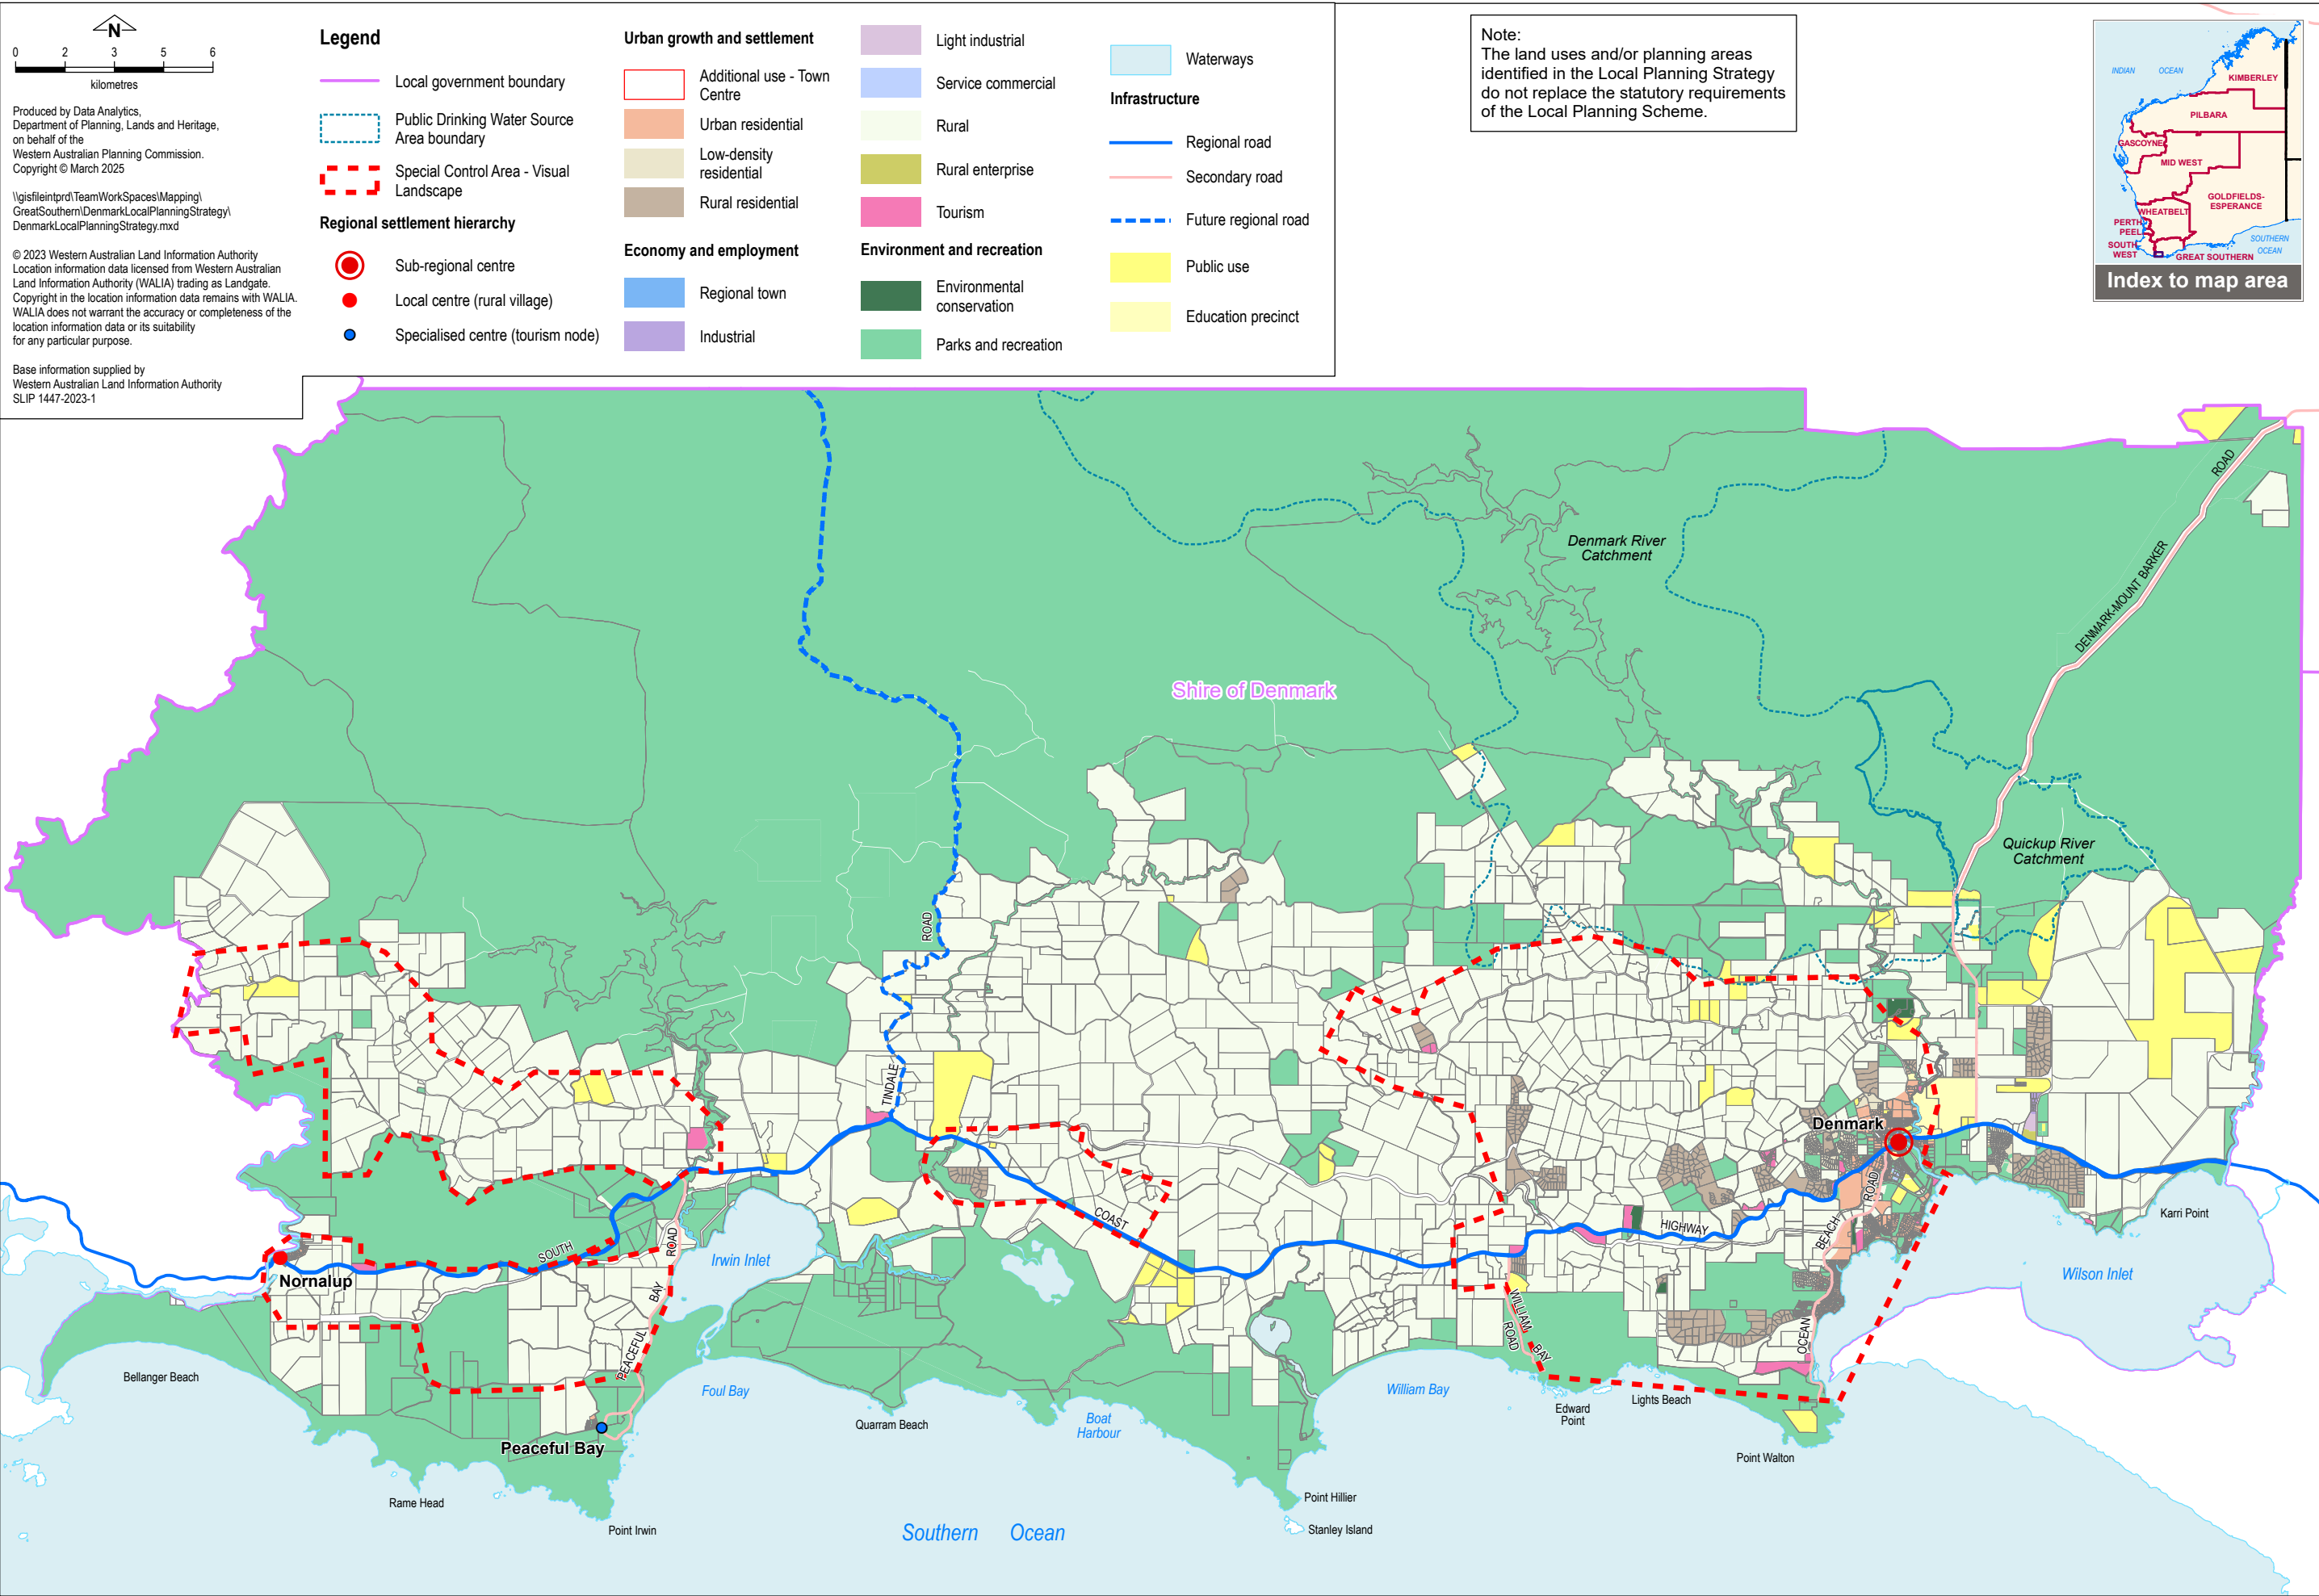 N
0 2 3 5 6
kilometres
Produced by Data Analytics,
Department of Planning, Lands and Heritage,
on behalf of the
Western Australian Planning Commission.
Copyright © March 2025
\\gisfileintprd\TeamWorkSpaces\Mapping\
GreatSouthern\DenmarkLocalPlanningStrategy\
DenmarkLocalPlanningStrategy.mxd
© 2023 Western Australian Land Information Authority
Location information data licensed from Western Australian
Land Information Authority (WALIA) trading as Landgate.
Copyright in the location information data remains with WALIA.
WALIA does not warrant the accuracy or completeness of the
location information data or its suitability
for any particular purpose.
Base information supplied by
Western Australian Land Information Authority
SLIP 1447-2023-1
Legend
Local government boundary
Public Drinking Water Source
Area boundary
Special Control Area - Visual
Landscape
Regional settlement hierarchy
Sub-regional centre
Local centre (rural village)
Specialised centre (tourism node)
Urban growth and settlement
Additional use - Town
Centre
Urban residential
Low-density
residential
Rural residential
Economy and employment
Regional town
Industrial
Light industrial
Service commercial
Rural
Rural enterprise
Tourism
Environment and recreation
Environmental
conservation
Parks and recreation
Waterways
Infrastructure
Regional road
Secondary road
Future regional road
Public use
Education precinct
Note:
The land uses and/or planning areas
identified in the Local Planning Strategy
do not replace the statutory requirements
of the Local Planning Scheme.
INDIAN OCEAN
KIMBERLEY
PILBARA
GASCOYNE
MID WEST
GOLDFIELDS-
ESPERANCE
WHEATBELT
PERTH
PEEL
SOUTH
WEST
GREAT SOUTHERN
SOUTHERN
OCEAN
Index to map area
ROAD
DENMARK-MOUNT BARKER
Denmark River
Catchment
Shire of Denmark
Quickup River
Catchment
ROAD
TINDALE
Denmark
ROAD
BEACH
OCEAN
HIGHWAY
COAST
SOUTH
ROAD
BAY
PEACEFUL
WILLIAM
BAY
ROAD
Nornalup
Irwin Inlet
Karri Point
Wilson Inlet
Bellanger Beach
Foul Bay
Quarram Beach
Boat
Harbour
William Bay
Edward
Point
Lights Beach
Point Walton
Peaceful Bay
Rame Head
Point Irwin
Point Hillier
Stanley Island
Southern Ocean